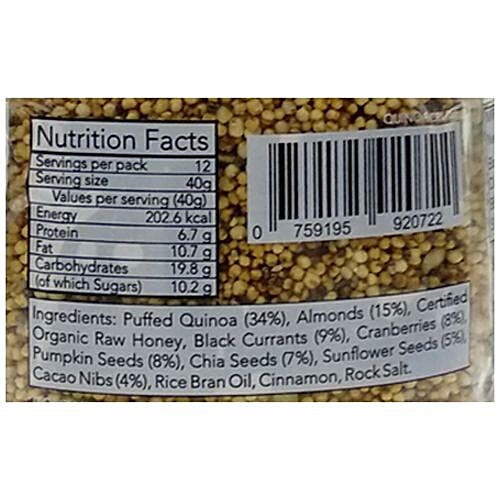 QUINOA
Nutrition Facts
Servings per pack 12
Serving size 40g
Values per serving (40g)
Energy 202.6 kcal
Protein 6.7 g
Fat 10.7 g
Carbohydrates 19.8 g
(of which Sugars) 10.2 g
0 759195 920722
Ingredients: Puffed Quinoa (34%), Almonds (15%), Certified
Organic Raw Honey, Black Currants (9%), Cranberries (8%),
Pumpkin Seeds (8%), Chia Seeds (7%), Sunflower Seeds (5%),
Cacao Nibs (4%), Rice Bran Oil, Cinnamon, Rock Salt.